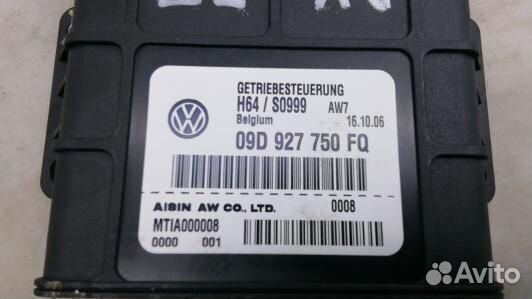 GETRIEBESTEUERUNG
H64 / S0999 AW7
Belgium 16.10.06
09D 927 750 FQ
AISIN AW CO., LTD. 0008
MTIA000008
0000 001
Avito